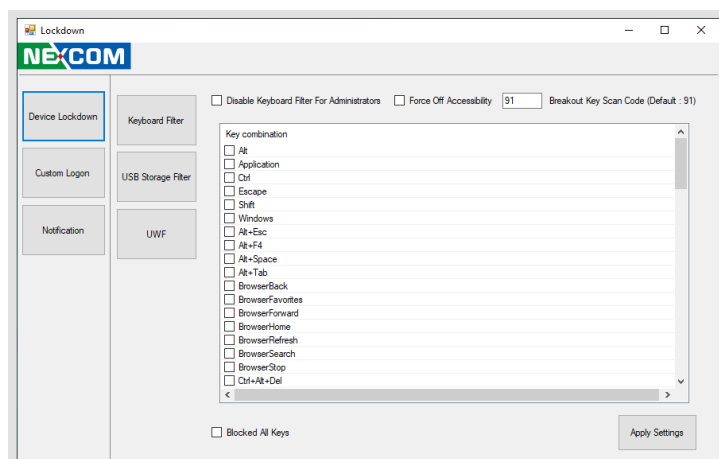 Lockdown
NEXCOM
Device Lockdown
Custom Logon
Notification
Keyboard Filter
USB Storage Filter
UWF
Disable Keyboard Filter For Administrators
Force Off Accessibility
91
Breakout Key Scan Code (Default : 91)
Key combination
Alt
Application
Ctrl
Escape
Shift
Windows
Alt+Esc
Alt+F4
Alt+Space
Alt+Tab
BrowserBack
BrowserFavorites
BrowserForward
BrowserHome
BrowserRefresh
BrowserSearch
BrowserStop
Ctrl+Alt+Del
Blocked All Keys
Apply Settings